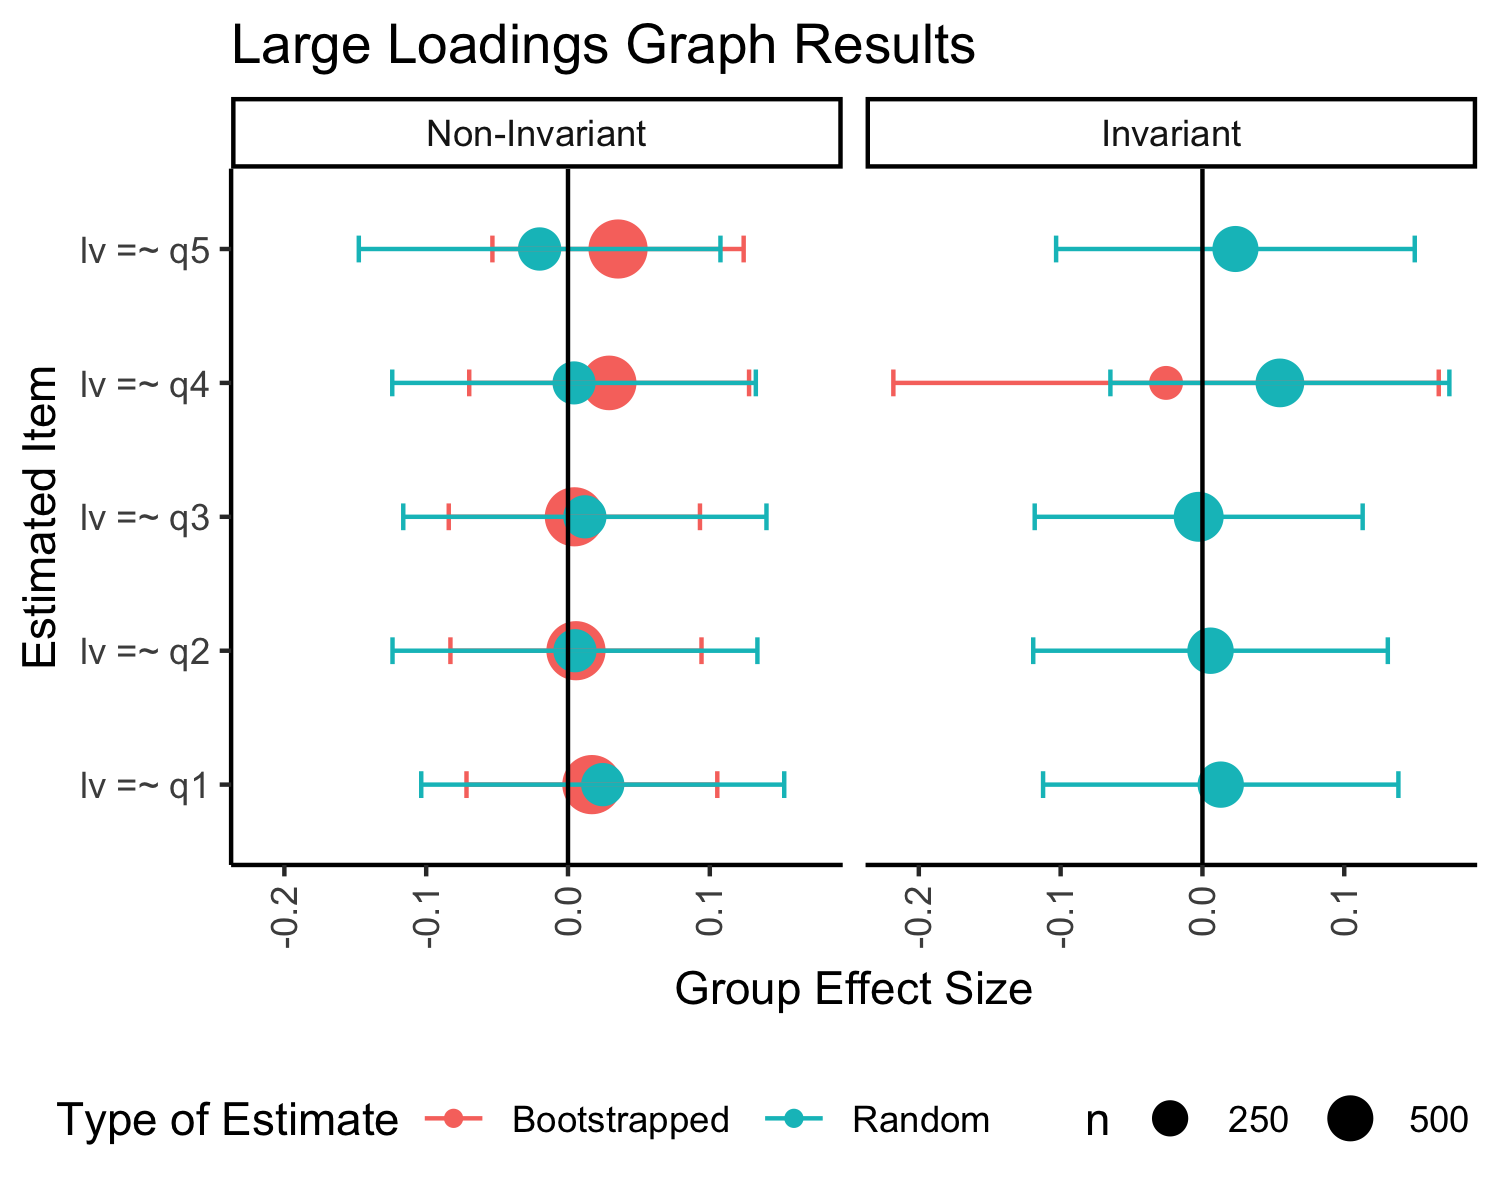 Large Loadings Graph Results
Non-Invariant
Invariant
Estimated Item
lv =~ q5
lv =~ q4
lv =~ q3
lv =~ q2
lv =~ q1
-0.2
-0.1
0.0
0.1
-0.2
-0.1
0.0
0.1
Group Effect Size
Type of Estimate Bootstrapped Random n 250 500